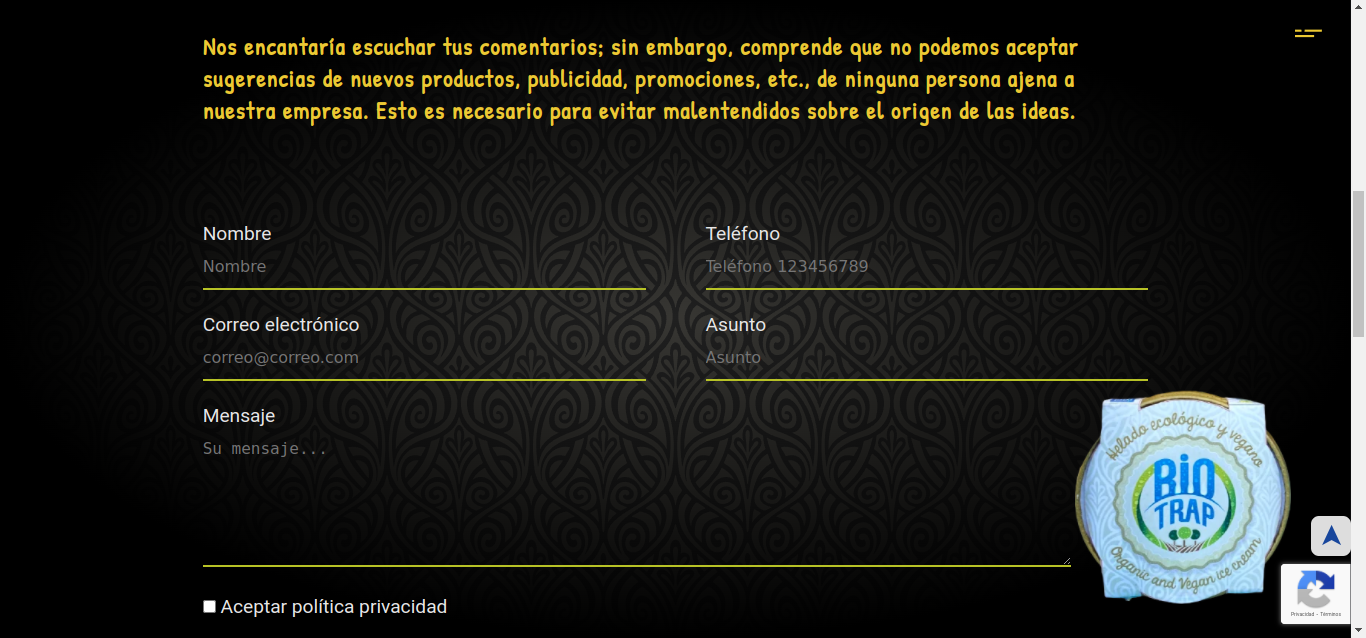 Nos encantaría escuchar tus comentarios; sin embargo, comprende que no podemos aceptar
sugerencias de nuevos productos, publicidad, promociones, etc., de ninguna persona ajena a
nuestra empresa. Esto es necesario para evitar malentendidos sobre el origen de las ideas.
Nombre
Nombre
Teléfono
Teléfono 123456789
Correo electrónico
correo@correo.com
Asunto
Asunto
Mensaje
Su mensaje...
Helado ecológico y vegano
BIO
TRAP
Organic and Vegan ice cream
Aceptar política privacidad
Privacidad - Términos